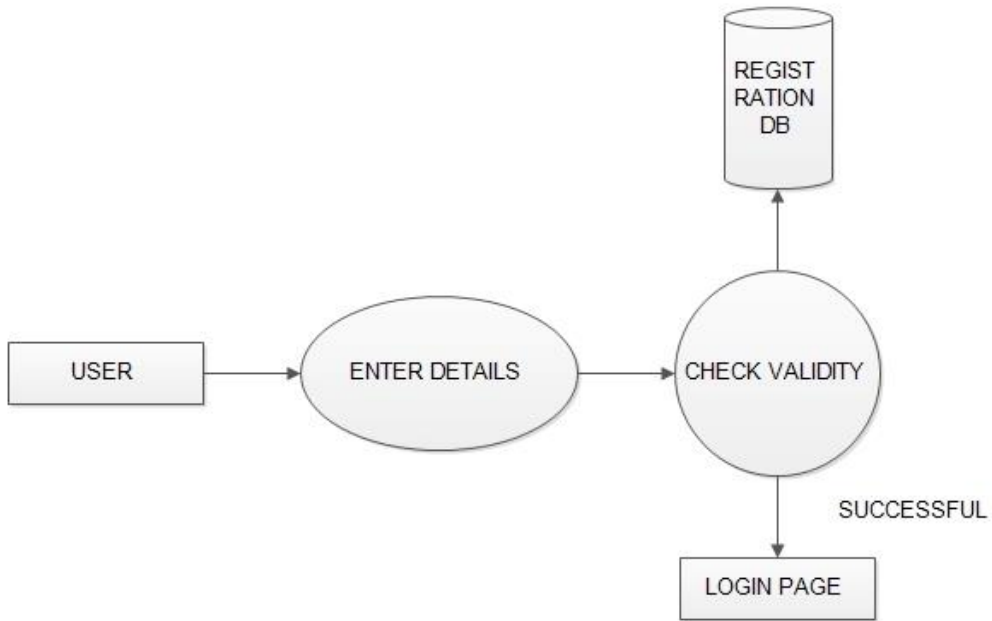 REGIST
RATION
DB
USER
ENTER DETAILS
CHECK VALIDITY
SUCCESSFUL
LOGIN PAGE